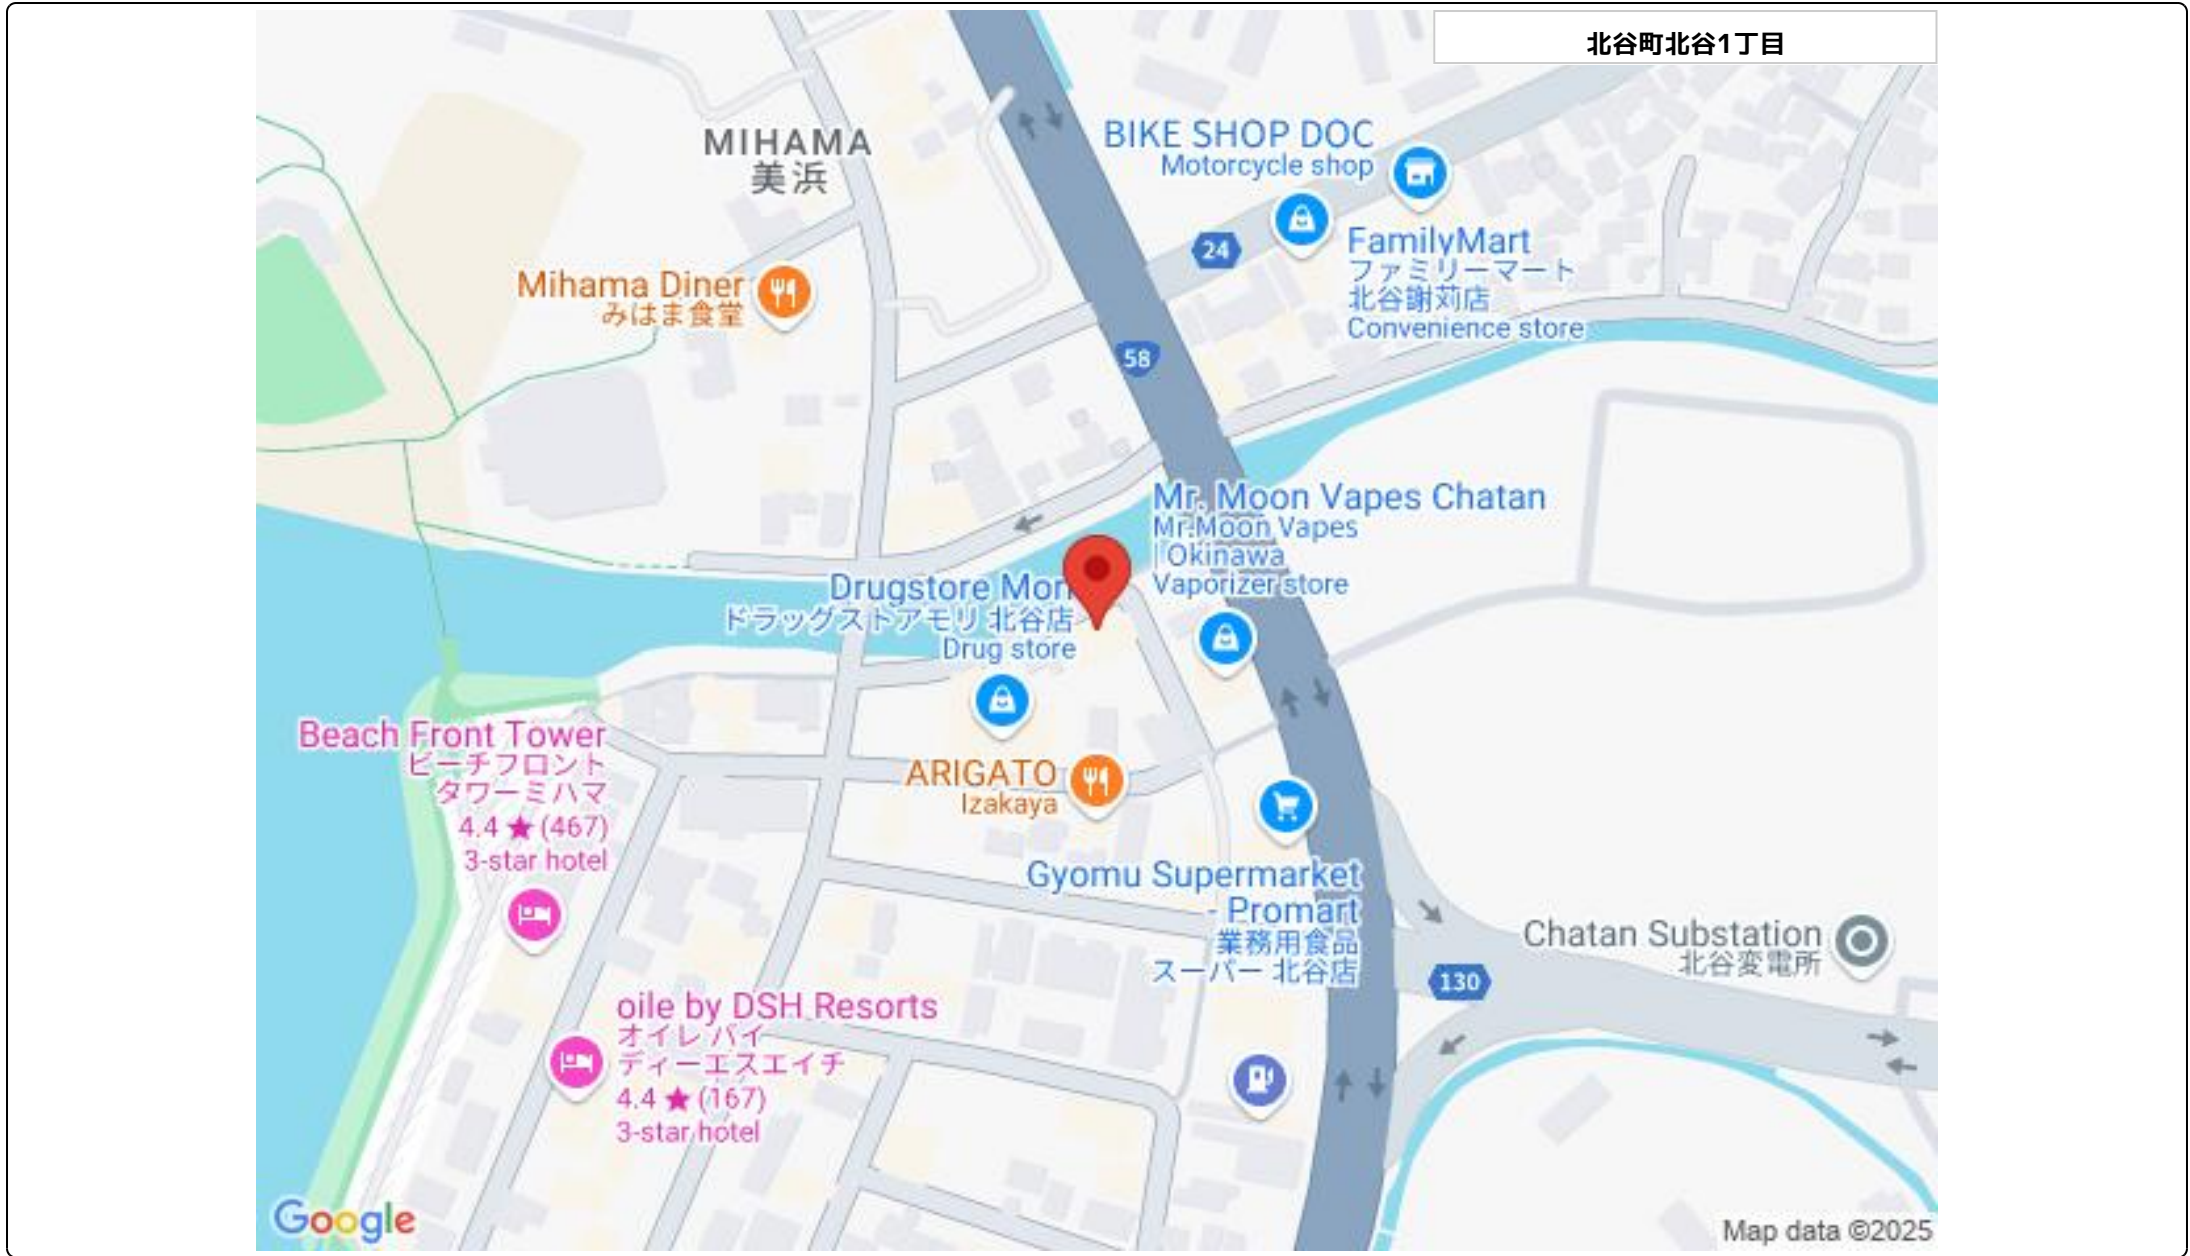 北谷町北谷1丁目
MIHAMA
美浜
BIKE SHOP DOC
Motorcycle shop
24
FamilyMart
ファミリーマート
北谷謝苅店
Convenience store
Mihama Diner
みはま食堂
58
Mr. Moon Vapes Chatan
Mr.Moon Vapes
| Okinawa
Vaporizer store
Drugstore Mori
ドラッグストアモリ 北谷店
Drug store
Beach Front Tower
ビーチフロント
タワーミハマ
4.4 ★ (467)
3-star hotel
ARIGATO
Izakaya
Gyomu Supermarket
- Promart
業務用食品
スーパー 北谷店
Chatan Substation
北谷変電所
130
oile by DSH Resorts
オイレ バイ
ディーエスエイチ
4.4 ★ (167)
3-star hotel
Google
Map data ©2025